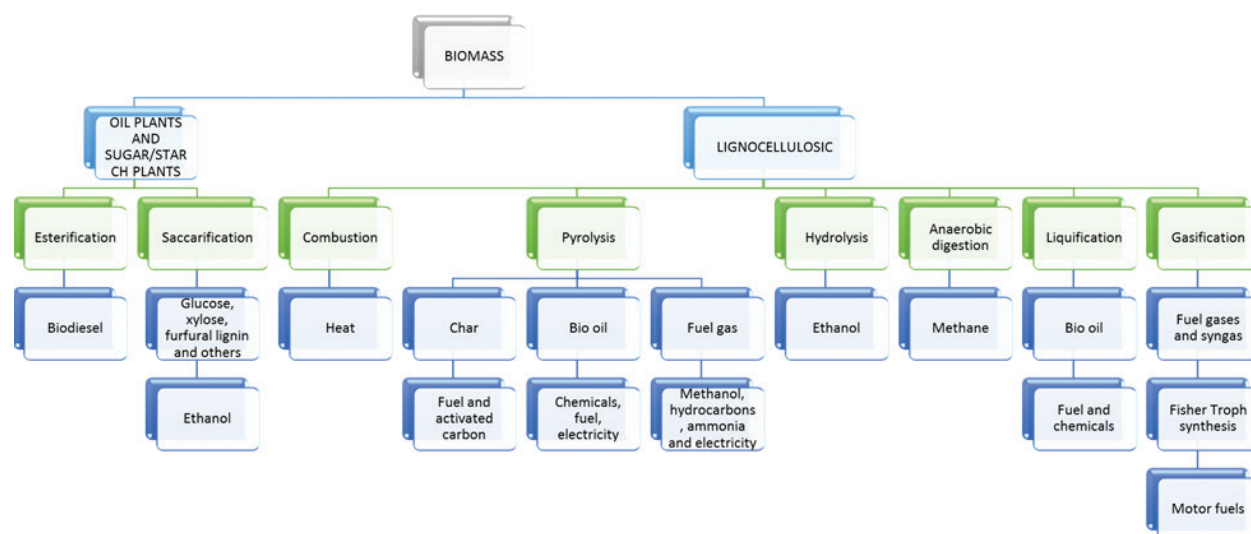 BIOMASS
OIL PLANTS
AND
SUGAR/STAR
CH PLANTS
LIGNOCELLULOSIC
Esterification
Saccarification
Combustion
Pyrolysis
Hydrolysis
Anaerobic
digestion
Liquification
Gasification
Biodiesel
Glucose,
xylose,
furfural lignin
and others
Heat
Char
Bio oil
Fuel gas
Ethanol
Methane
Bio oil
Fuel gases
and syngas
Ethanol
Fuel and
activated
carbon
Chemicals,
fuel,
electricity
Methanol,
hydrocarbons
, ammonia
and electricity
Fuel and
chemicals
Fisher Troph
synthesis
Motor fuels